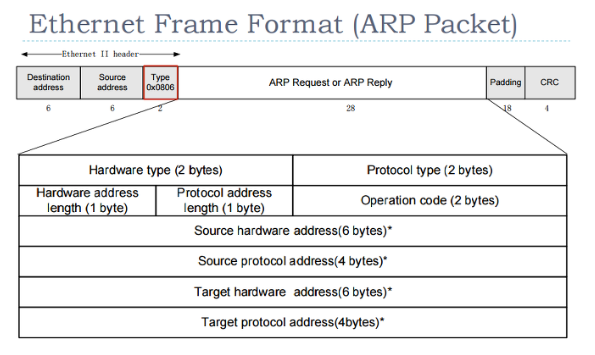 Ethernet Frame Format (ARP Packet)
Ethernet II header
Destination
address
Source
address
Type
0x0806
ARP Request or ARP Reply
Padding
CRC
6
6
2
28
18
4
Hardware type (2 bytes)
Protocol type (2 bytes)
Hardware address
length (1 byte)
Protocol address
length (1 byte)
Operation code (2 bytes)
Source hardware address(6 bytes)*
Source protocol address(4 bytes)*
Target hardware  address(6 bytes)*
Target protocol address(4bytes)*